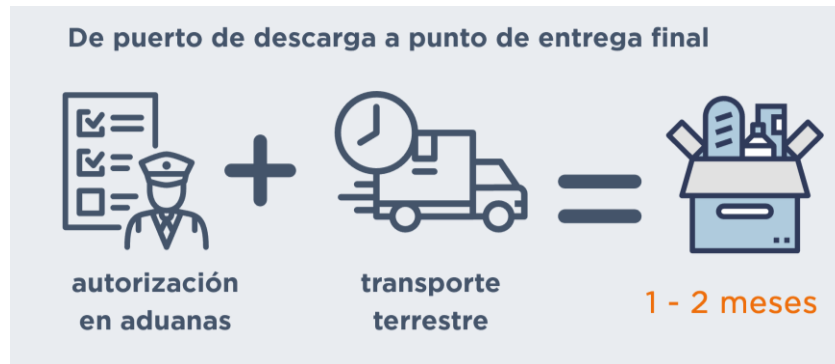 De puerto de descarga a punto de entrega final
autorización
en aduanas
transporte
terrestre
1 - 2 meses